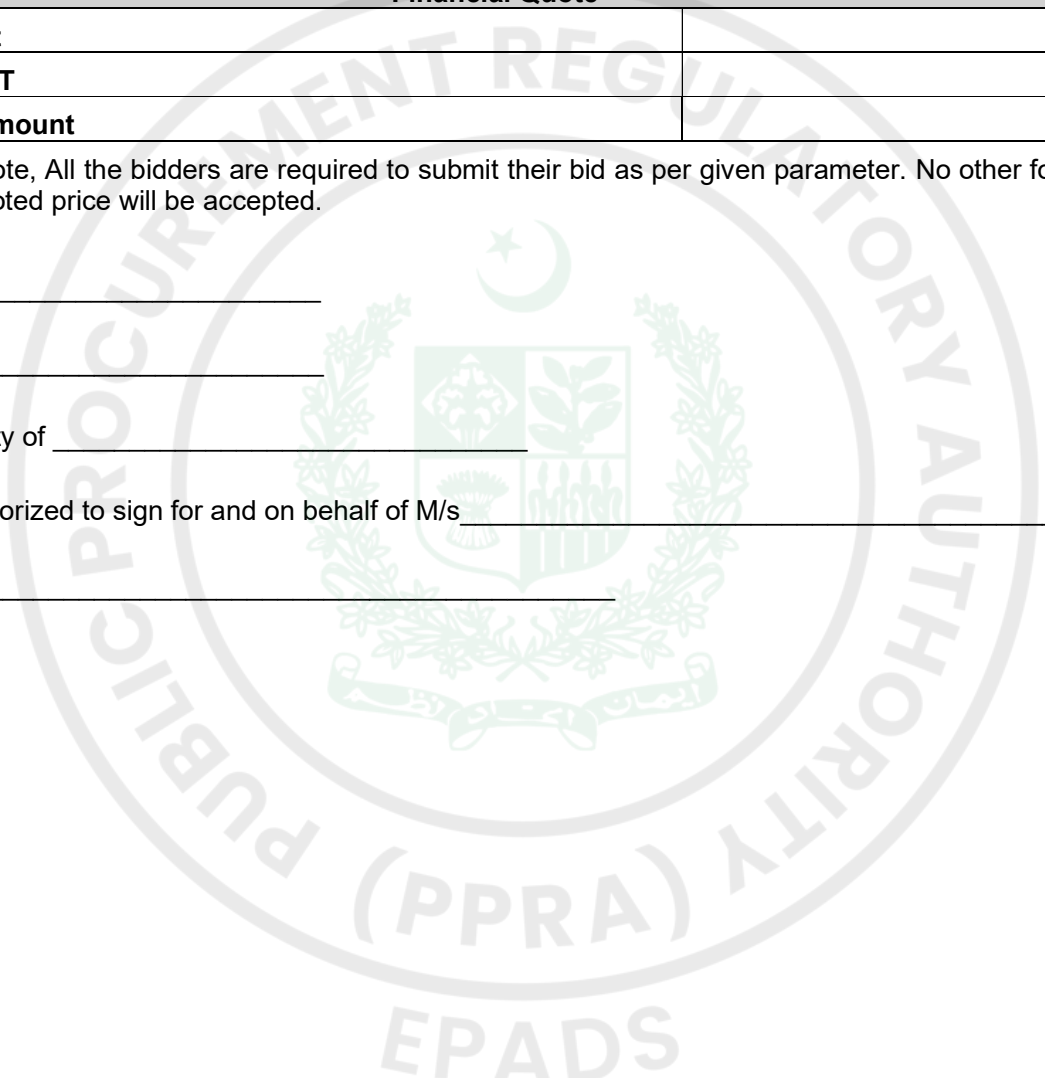 Financial Quote
:
T
mount
ote, All the bidders are required to submit their bid as per given parameter. No other fo
oted price will be accepted.
ty of
orized to sign for and on behalf of M/s
PUBLIC PROCUREMENT REGULATORY AUTHORITY
(PPRA)
EPADS